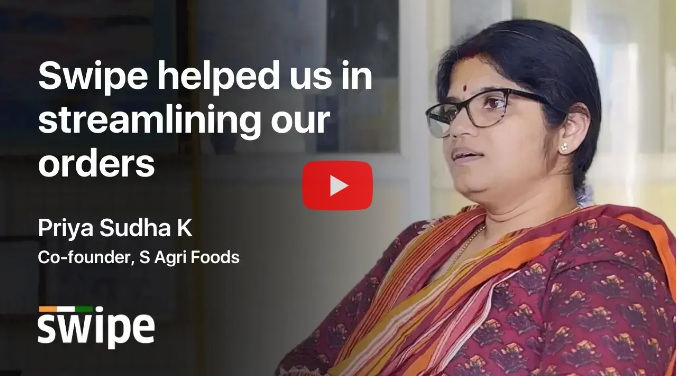 Swipe helped us in
streamlining our
orders
Priya Sudha K
Co-founder, S Agri Foods
swipe